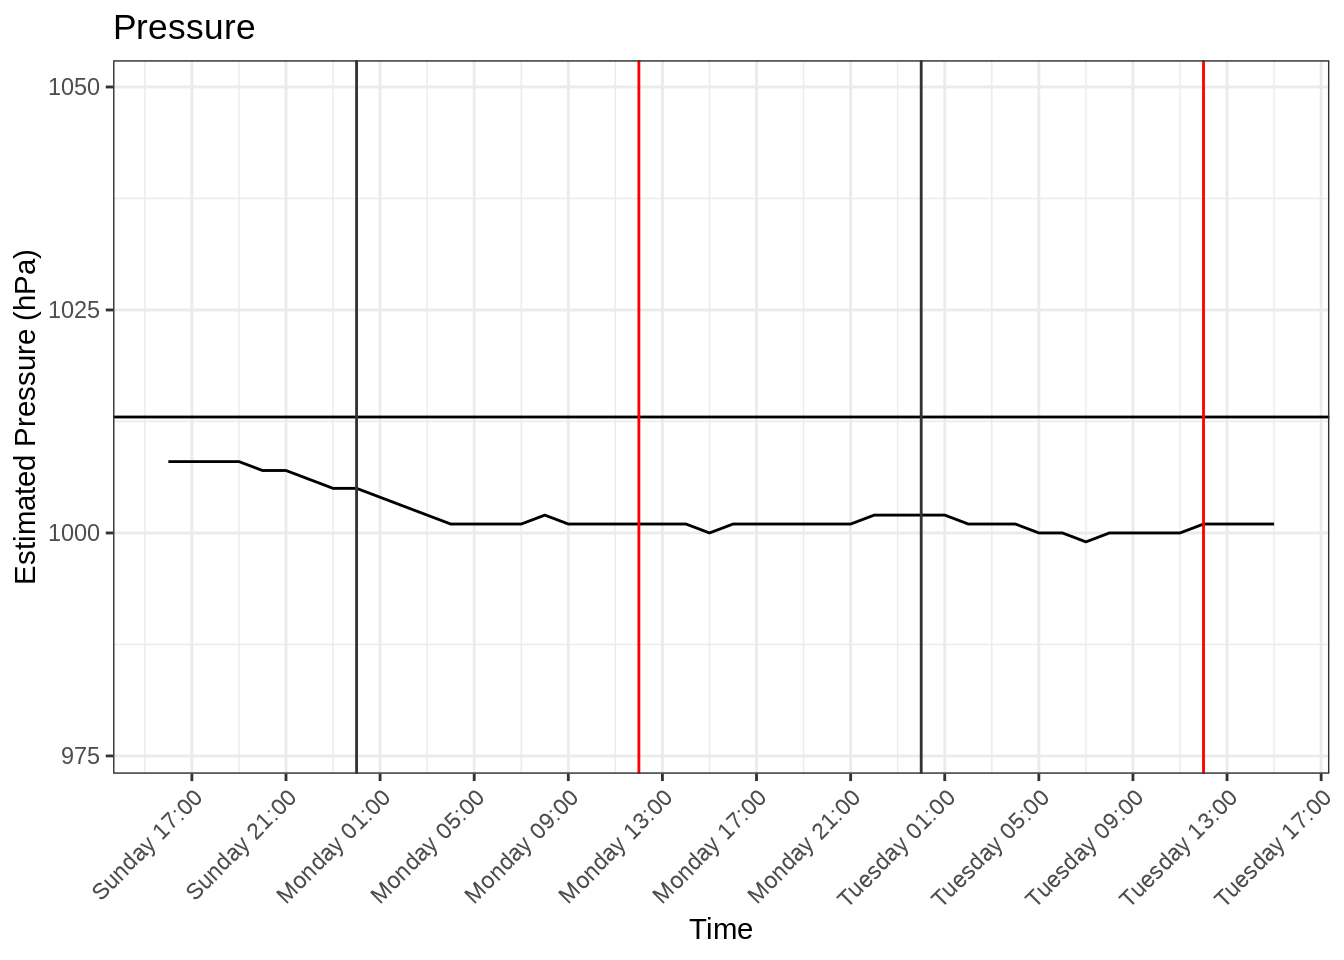 Pressure
Estimated Pressure (hPa)
1050
1025
1000
975
Sunday 17:00
Sunday 21:00
Monday 01:00
Monday 05:00
Monday 09:00
Monday 13:00
Monday 17:00
Monday 21:00
Tuesday 01:00
Tuesday 05:00
Tuesday 09:00
Tuesday 13:00
Tuesday 17:00
Time